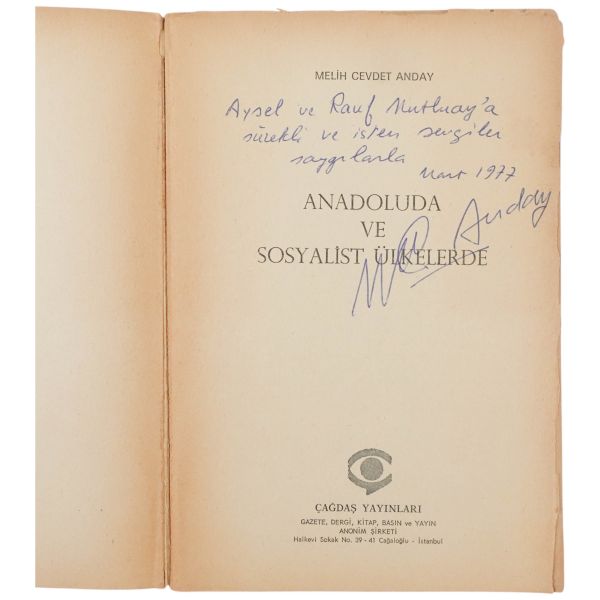 MELİH CEVDET ANDAY
Aysel ve Rauf Mutluay'a
sürekli ve içten sevgiler
saygılarla
Mart 1977
ANADOLUDA
VE
SOSYALİST ÜLKELERDE
MC Anday
ÇAĞDAŞ YAYINLARI
GAZETE, DERGİ, KİTAP, BASIN ve YAYIN
ANONİM ŞİRKETİ
Halkevi Sokak No. 39 - 41 Cağaloğlu - İstanbul